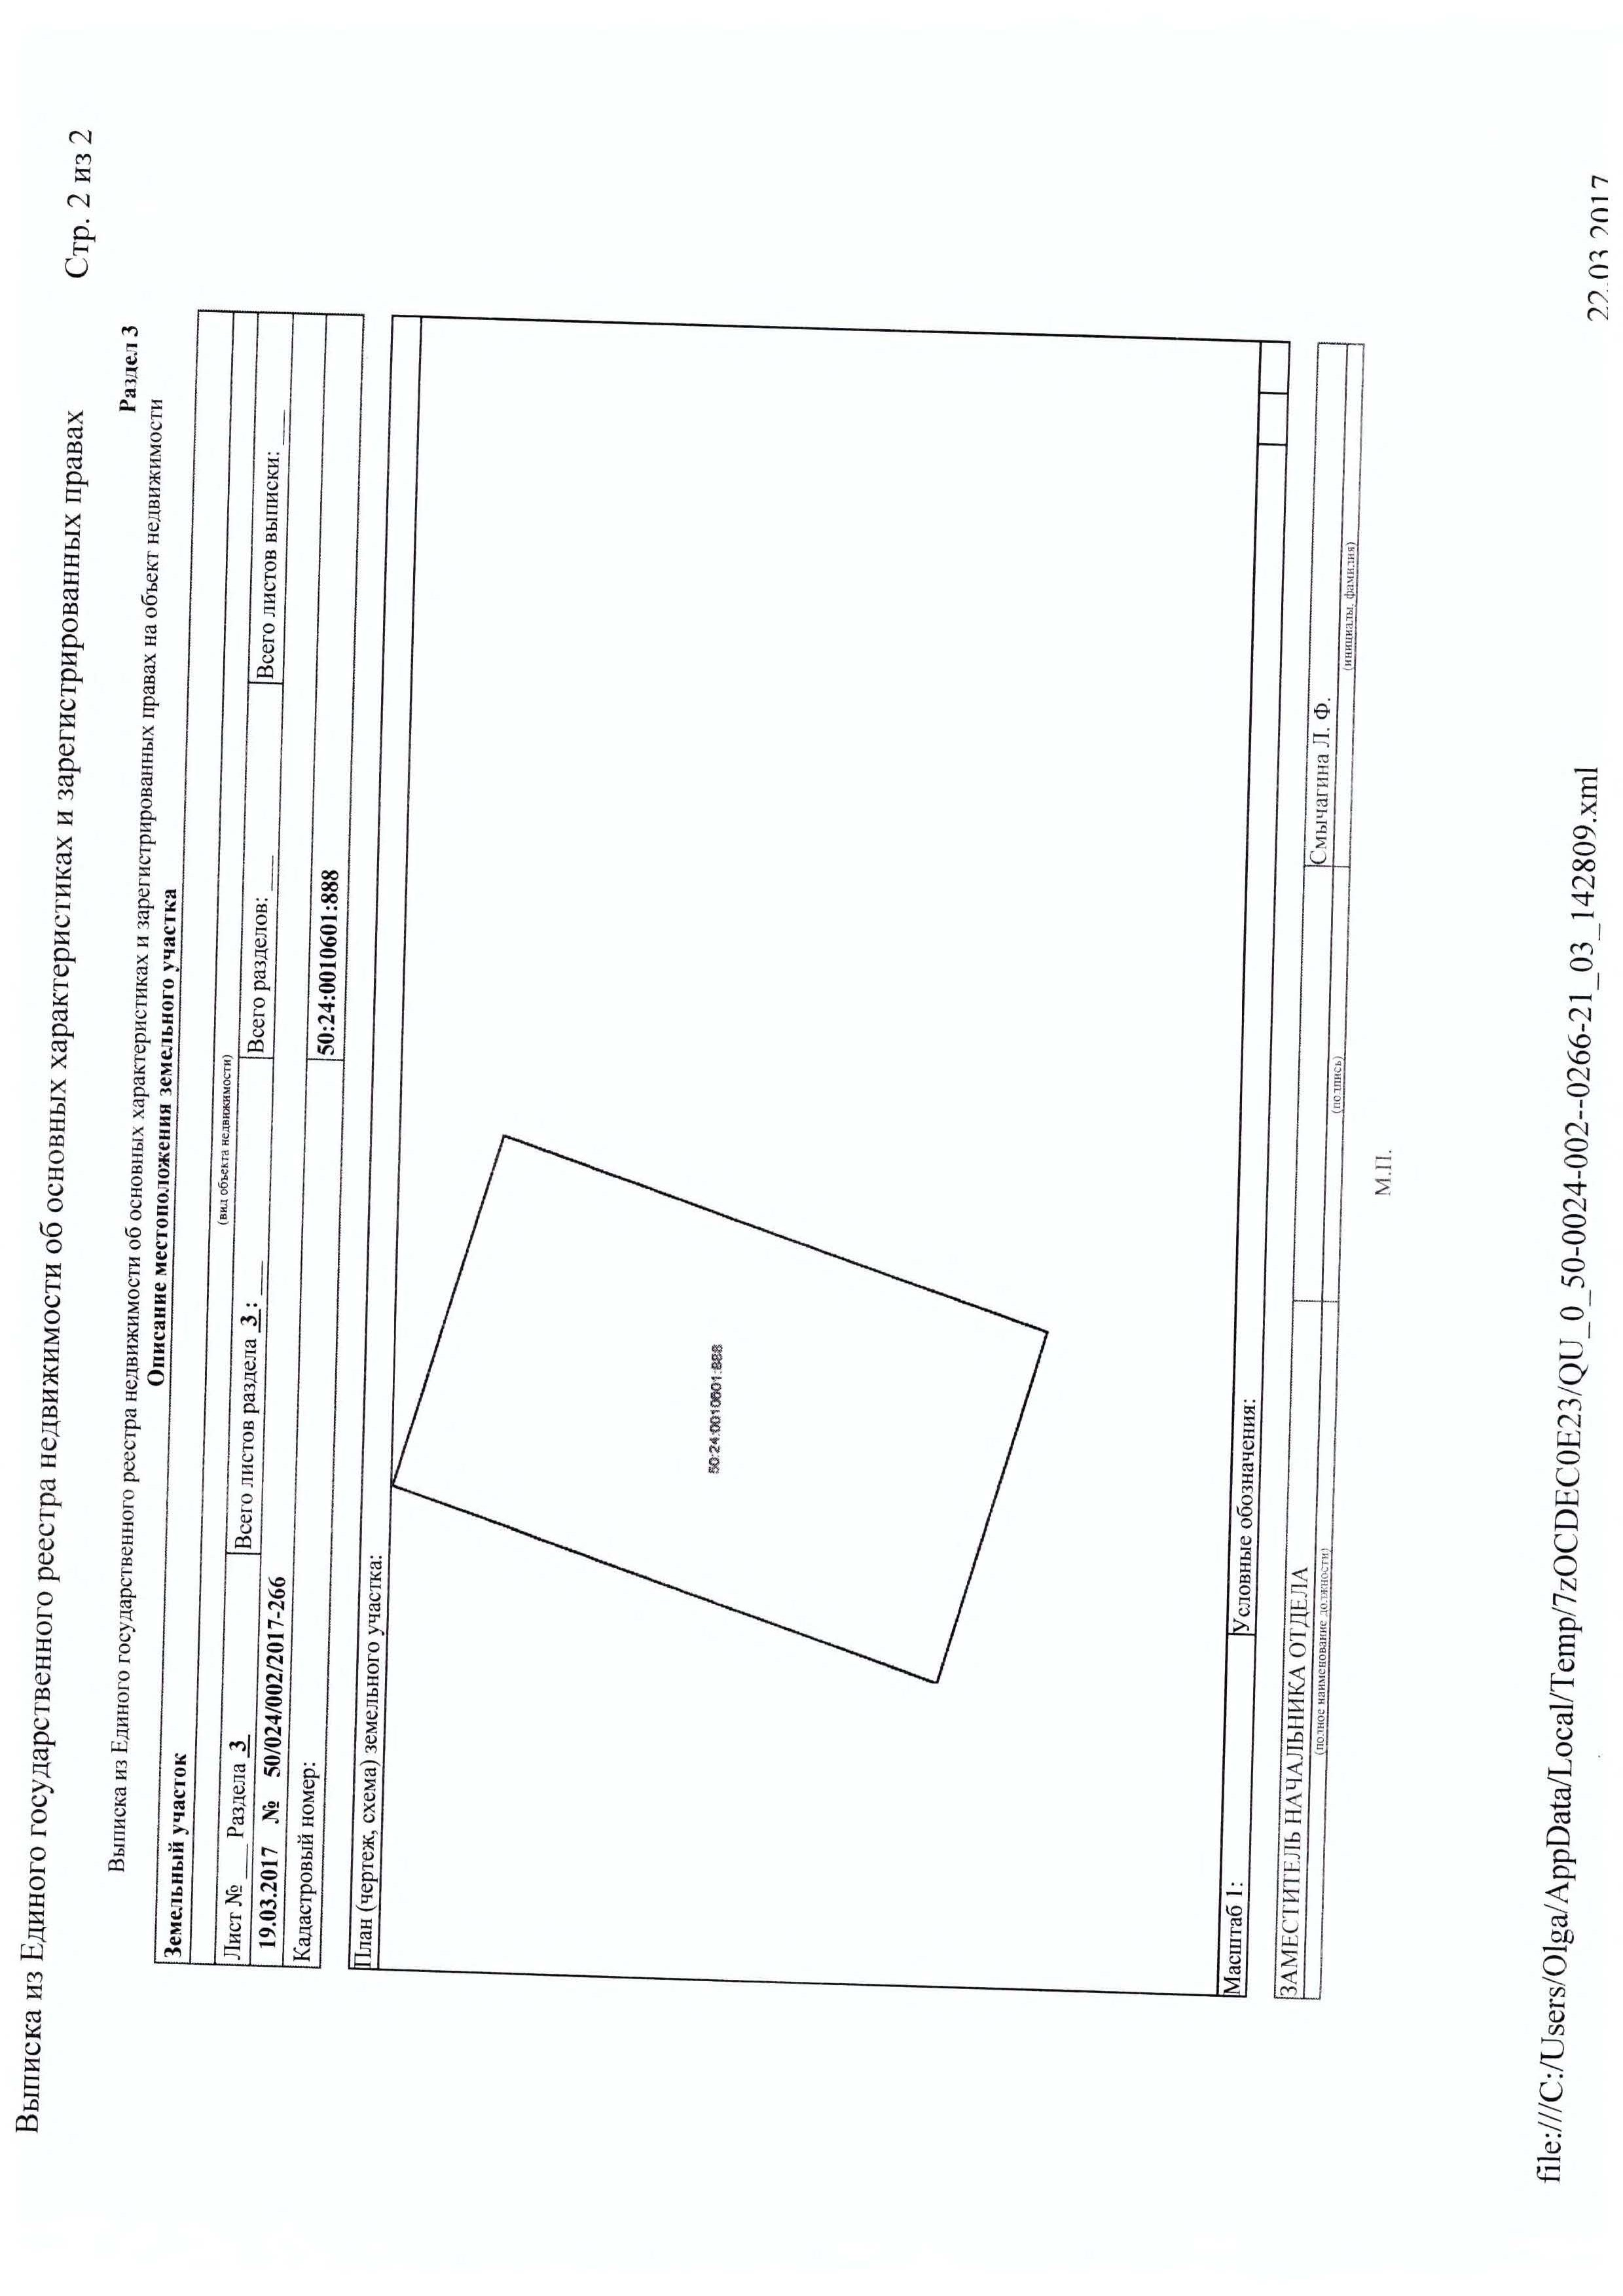 Выписка из Единого государственного реестра недвижимости об основных характеристиках и зарегистрированных правах Стр. 2 из 2
Раздел 3
Выписка из Единого государственного реестра недвижимости об основных характеристиках и зарегистрированных правах на объект недвижимости
Описание местоположения земельного участка
Земельный участок
(вид объекта недвижимости)
Лист № ___ Раздела 3 Всего листов раздела 3 : ___ Всего разделов: ___ Всего листов выписки: ___
19.03.2017 № 50/024/002/2017-266
Кадастровый номер: 50:24:0010601:888
План (чертеж, схема) земельного участка:
50:24:0010601:888
Масштаб 1: Условные обозначения:
ЗАМЕСТИТЕЛЬ НАЧАЛЬНИКА ОТДЕЛА Смычагина Л. Ф.
(полное наименование должности) (подпись) (инициалы, фамилия)
М.П.
file:///C:/Users/Olga/AppData/Local/Temp/7zOCDEC0E23/QU_0_50-0024-002--0266-21_03_142809.xml 22.03.2017